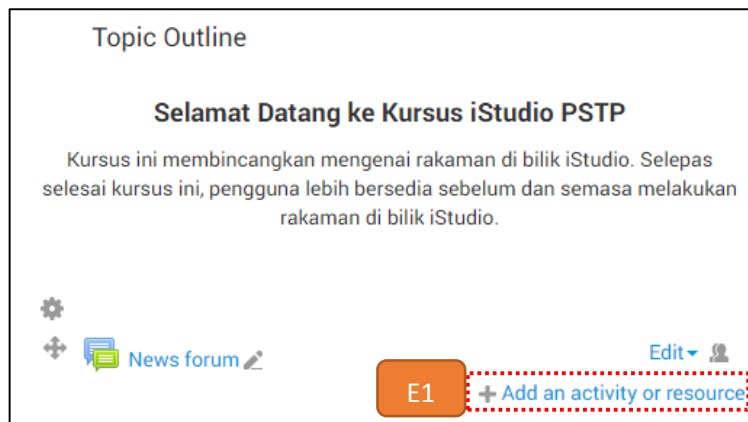 Topic Outline
Selamat Datang ke Kursus iStudio PSTP
Kursus ini membincangkan mengenai rakaman di bilik iStudio. Selepas
selesai kursus ini, pengguna lebih bersedia sebelum dan semasa melakukan
rakaman di bilik iStudio.
News forum
Edit
E1
Add an activity or resource